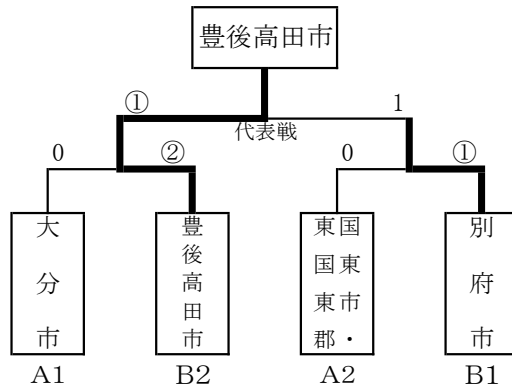 豊後高田市
① 1
代表戦
0 ② 0 ①
大分市
豊後高田市
国東市・
東国東郡
別府市
A1 B2 A2 B1